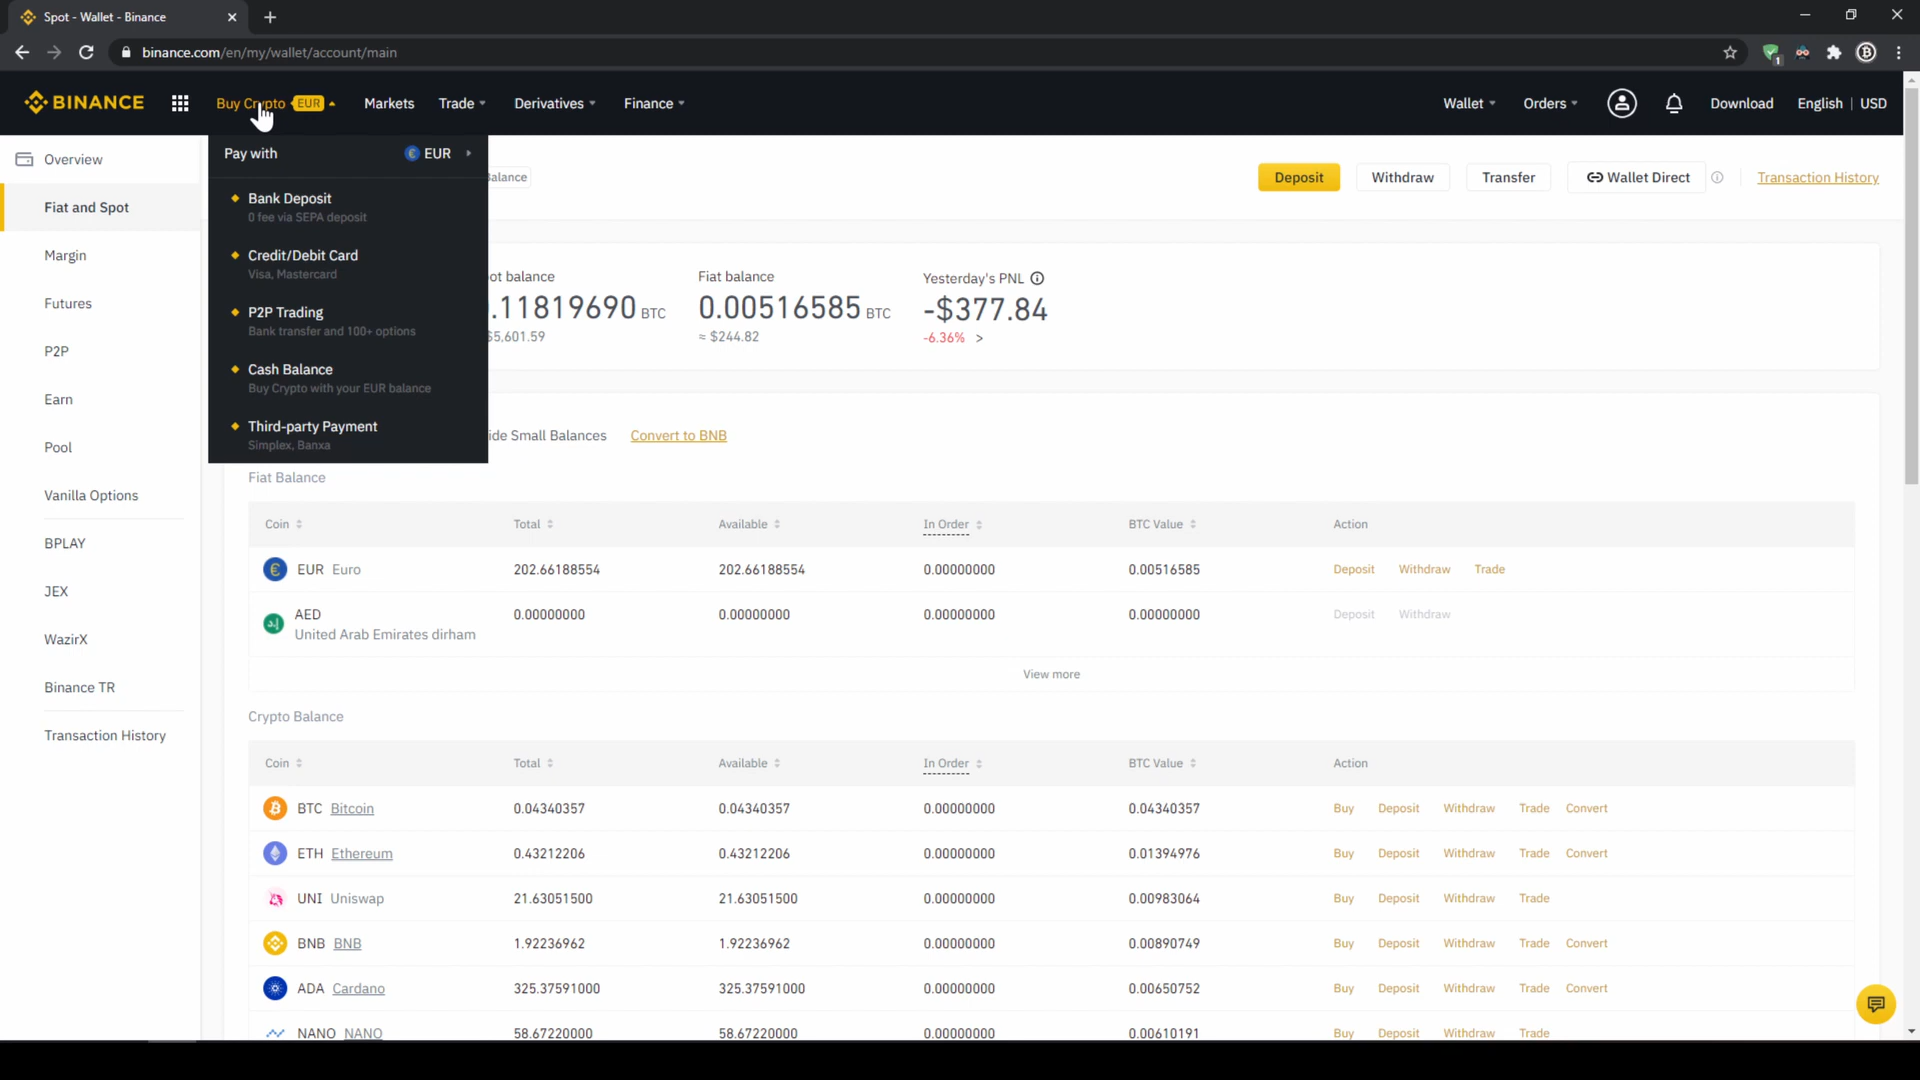 Spot - Wallet - Binance
binance.com/en/my/wallet/account/main
1
BINANCE
Buy Crypto EUR
Markets
Trade
Derivatives
Finance
Wallet
Orders
Download
English | USD
Overview
Fiat and Spot
Margin
Futures
P2P
Earn
Pool
Vanilla Options
BPLAY
JEX
WazirX
Binance TR
Transaction History
Pay with EUR
Bank Deposit
0 fee via SEPA deposit
Credit/Debit Card
Visa, Mastercard
P2P Trading
Bank transfer and 100+ options
Cash Balance
Buy Crypto with your EUR balance
Third-party Payment
Simplex, Banxa
Balance
Deposit
Withdraw
Transfer
Wallet Direct
Transaction History
ot balance
.11819690 BTC
$5,601.59
Fiat balance
0.00516585 BTC
≈ $244.82
Yesterday's PNL
-$377.84
-6.36% >
ide Small Balances
Convert to BNB
Fiat Balance
Coin Total Available In Order BTC Value Action
EUR Euro 202.66188554 202.66188554 0.00000000 0.00516585 Deposit Withdraw Trade
AED 0.00000000 0.00000000 0.00000000 0.00000000 Deposit Withdraw
United Arab Emirates dirham
View more
Crypto Balance
Coin Total Available In Order BTC Value Action
BTC Bitcoin 0.04340357 0.04340357 0.00000000 0.04340357 Buy Deposit Withdraw Trade Convert
ETH Ethereum 0.43212206 0.43212206 0.00000000 0.01394976 Buy Deposit Withdraw Trade Convert
UNI Uniswap 21.63051500 21.63051500 0.00000000 0.00983064 Buy Deposit Withdraw Trade
BNB BNB 1.92236962 1.92236962 0.00000000 0.00890749 Buy Deposit Withdraw Trade Convert
ADA Cardano 325.37591000 325.37591000 0.00000000 0.00650752 Buy Deposit Withdraw Trade Convert
NANO NANO 58.67220000 58.67220000 0.00000000 0.00610191 Buy Deposit Withdraw Trade